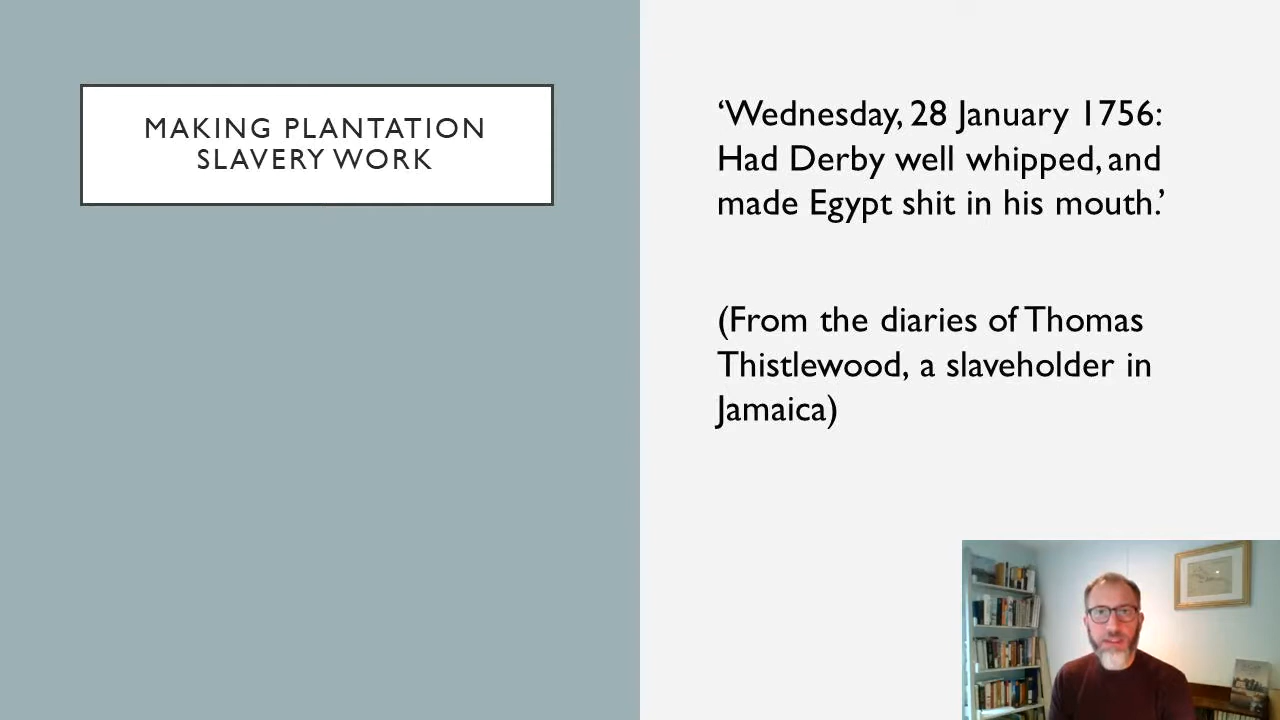 MAKING PLANTATION
SLAVERY WORK
‘Wednesday, 28 January 1756:
Had Derby well whipped, and
made Egypt shit in his mouth.’
(From the diaries of Thomas
Thistlewood, a slaveholder in
Jamaica)